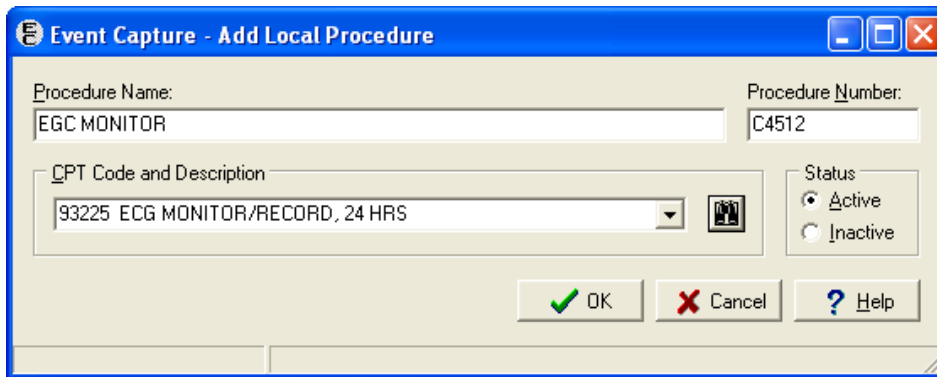 Event Capture - Add Local Procedure
Procedure Name:
Procedure Number:
EGC MONITOR
C4512
CPT Code and Description
Status
93225 ECG MONITOR/RECORD, 24 HRS
Active
Inactive
OK
Cancel
? Help